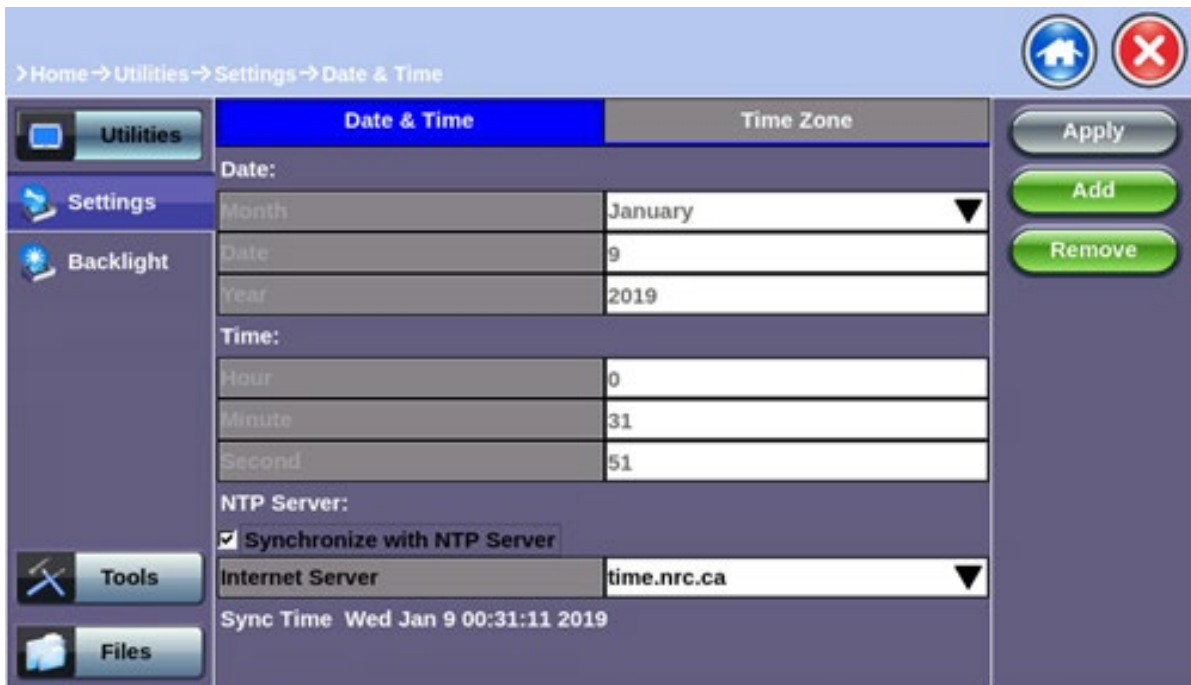 >Home→Utilities→Settings→Date & Time
Utilities
Settings
Backlight
Tools
Files
Date & Time
Time Zone
Date:
Month January
Date 9
Year 2019
Time:
Hour 0
Minute 31
Second 51
NTP Server:
Synchronize with NTP Server
Internet Server time.nrc.ca
Sync Time Wed Jan 9 00:31:11 2019
Apply
Add
Remove